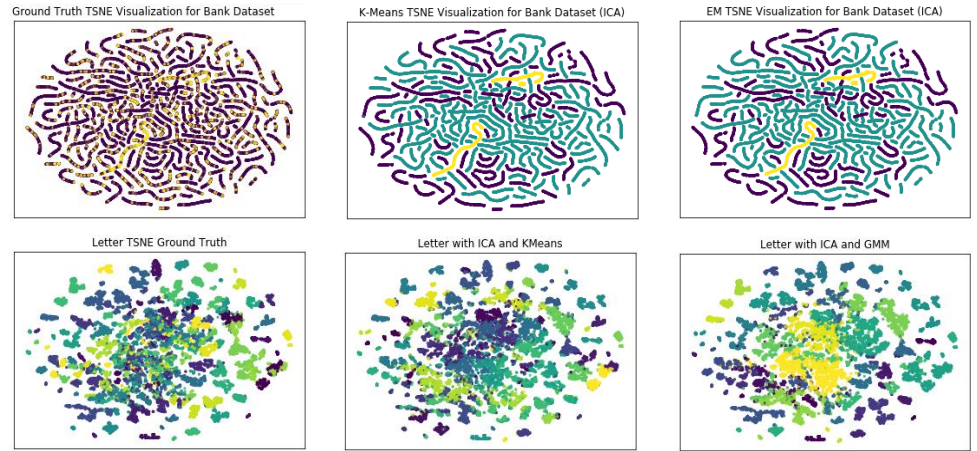 Ground Truth TSNE Visualization for Bank Dataset
K-Means TSNE Visualization for Bank Dataset (ICA)
EM TSNE Visualization for Bank Dataset (ICA)
Letter TSNE Ground Truth
Letter with ICA and KMeans
Letter with ICA and GMM